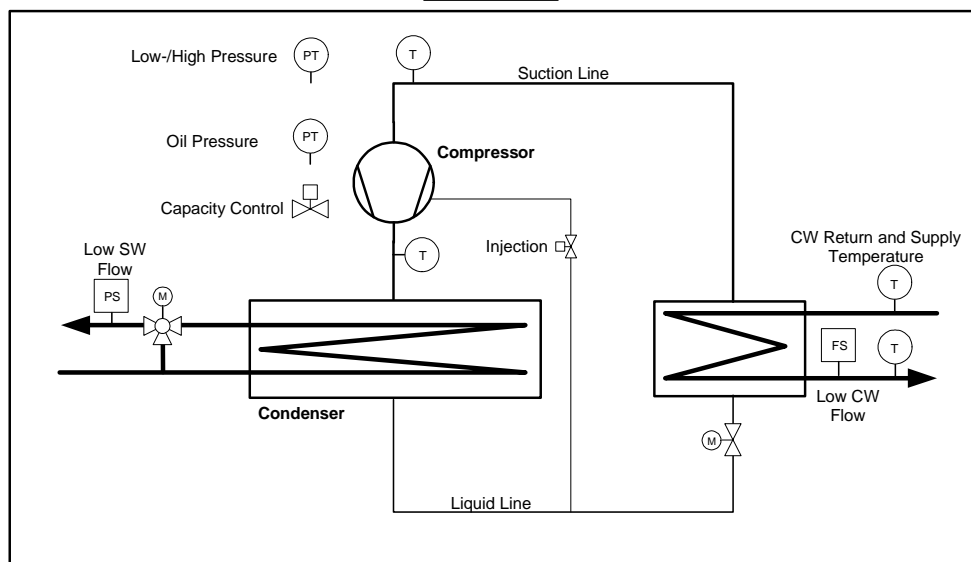 Low-/High Pressure
PT
T
Suction Line
Oil Pressure
PT
Compressor
Capacity Control
Injection
T
CW Return and Supply
Temperature
Low SW
Flow
PS
M
T
FS
T
Low CW
Flow
Condenser
M
Liquid Line